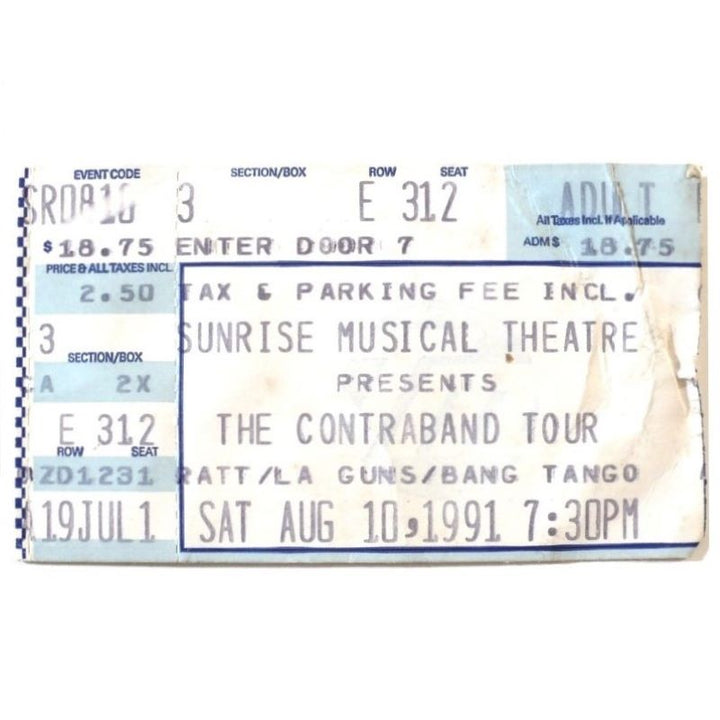 EVENT CODE SECTION/BOX ROW SEAT
SR0810 3 E 312 ADULT
All Taxes Incl. If Applicable
$ 18.75 ENTER DOOR 7 ADM$ 18.75
PRICE & ALL TAXES INCL.
2.50 TAX & PARKING FEE INCL.
3 SUNRISE MUSICAL THEATRE
SECTION/BOX
CA 2X PRESENTS
E 312 THE CONTRABAND TOUR
ROW SEAT
ZD1231 RATT/LA GUNS/BANG TANGO
A19JUL1 SAT AUG 10,1991 7:30PM